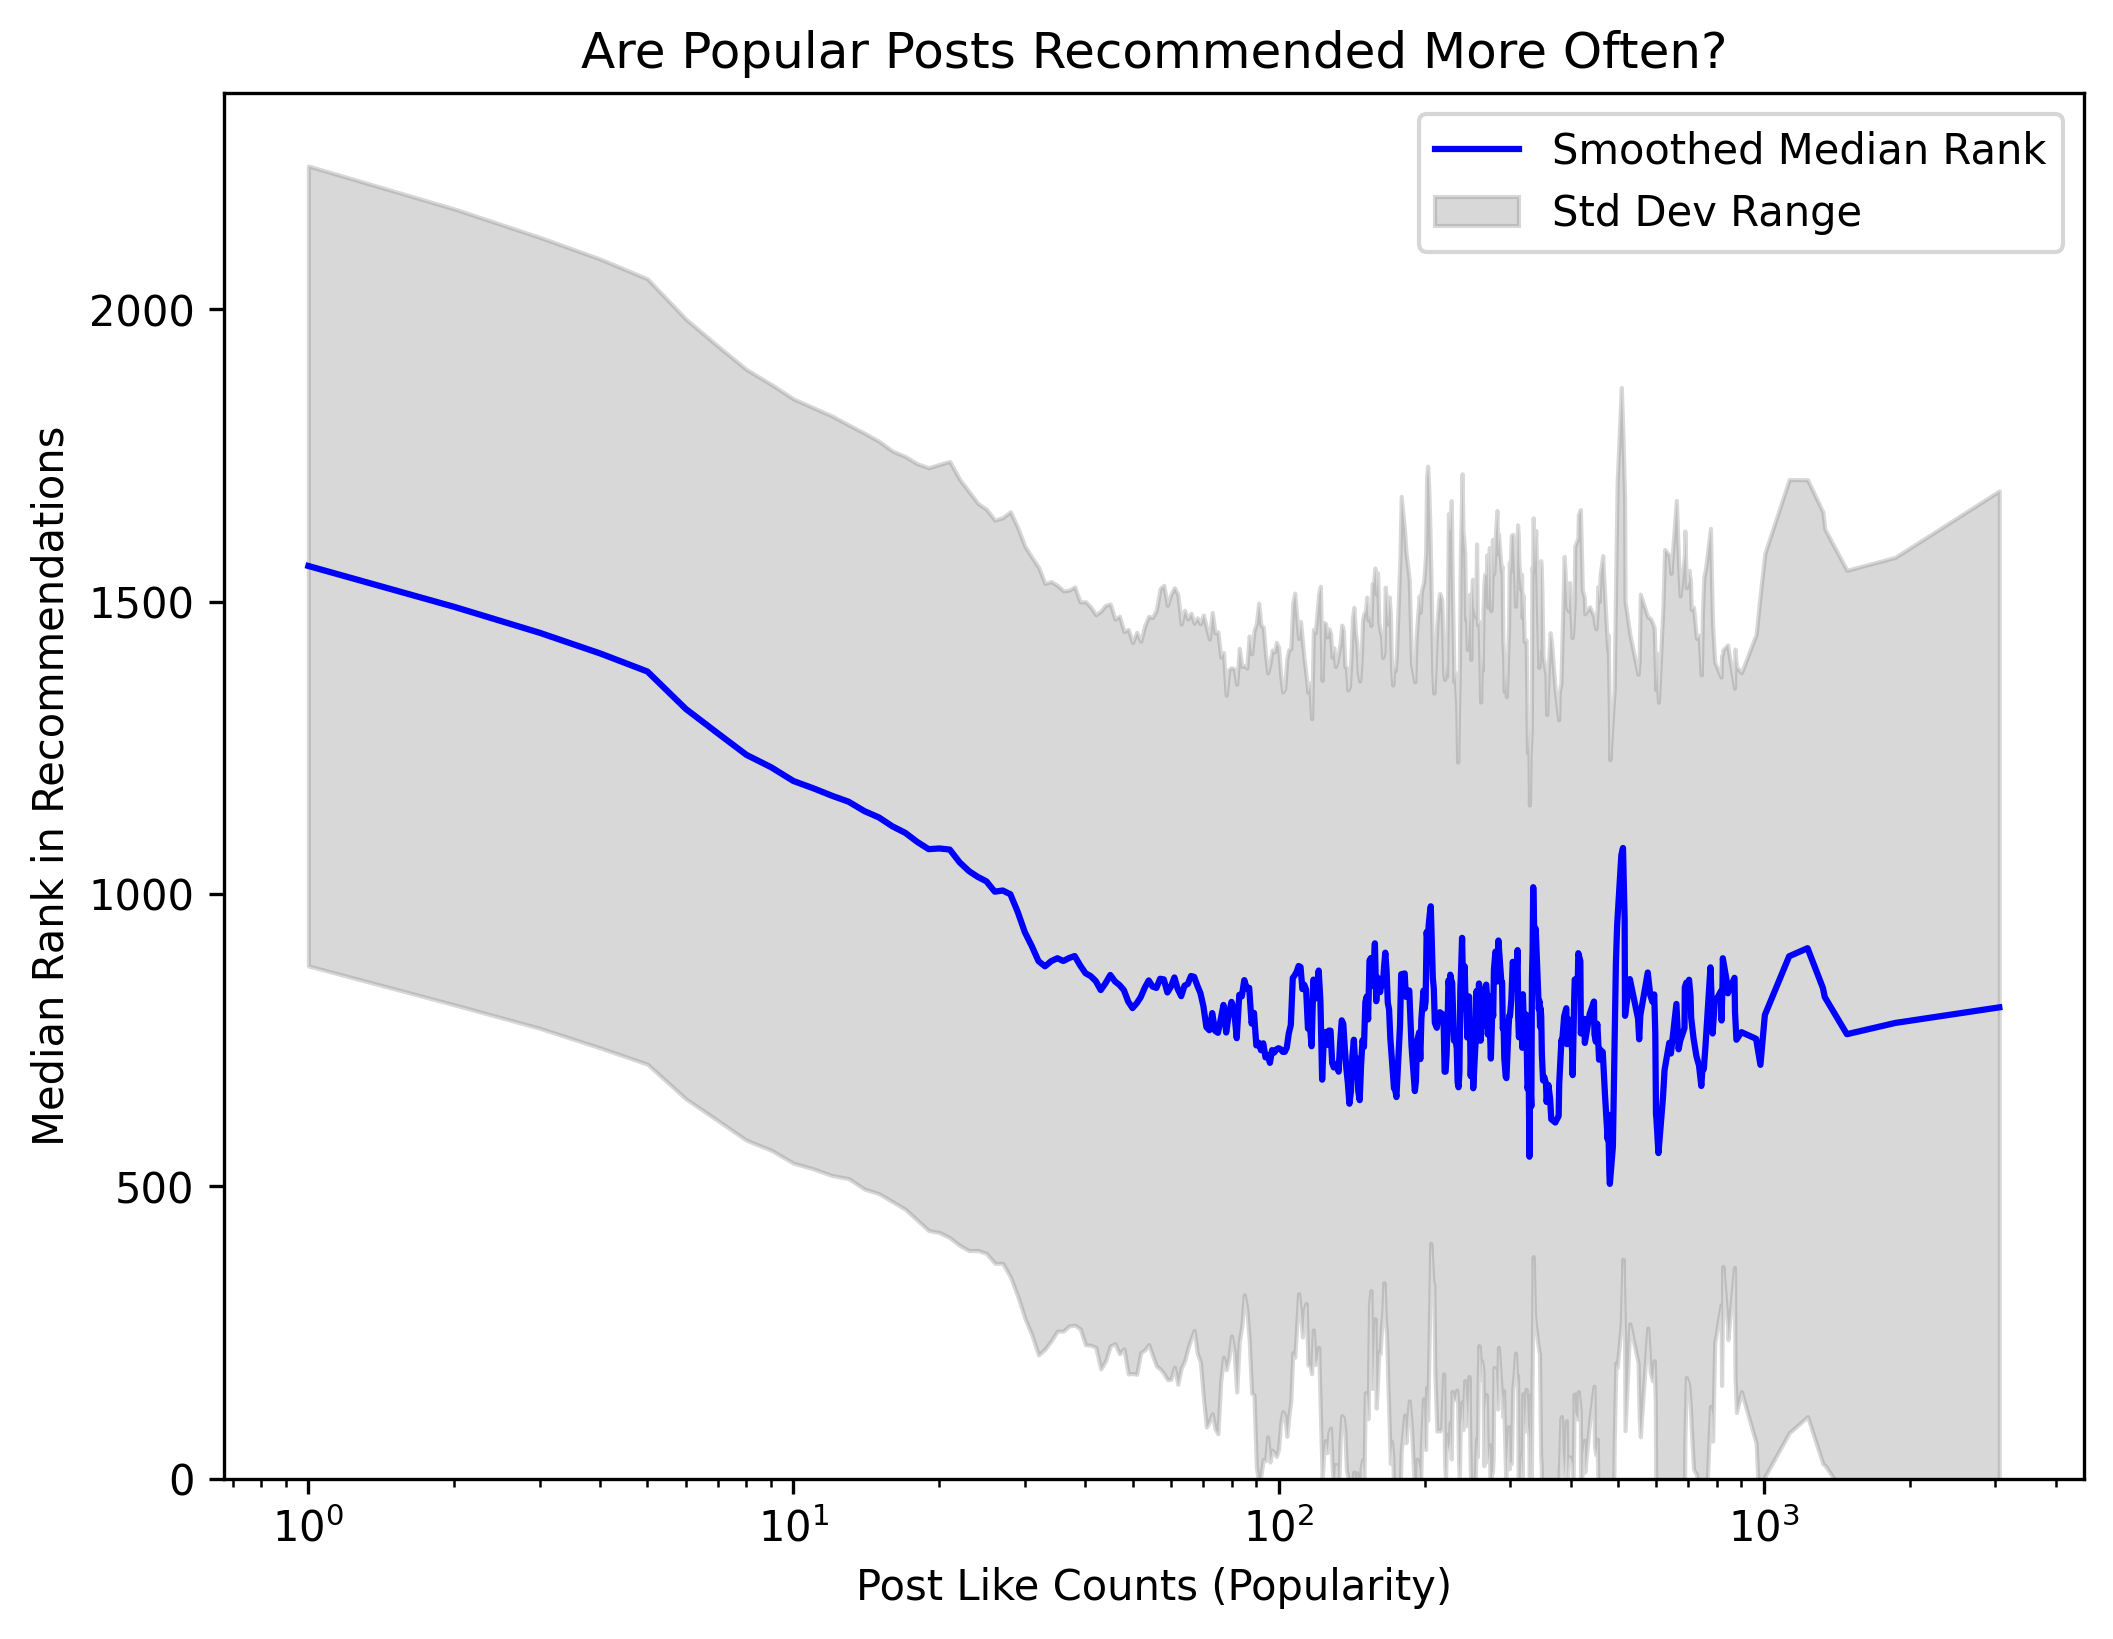 Are Popular Posts Recommended More Often?
Smoothed Median Rank
Std Dev Range
Median Rank in Recommendations
2000
1500
1000
500
0
10⁰
10¹
10²
10³
Post Like Counts (Popularity)